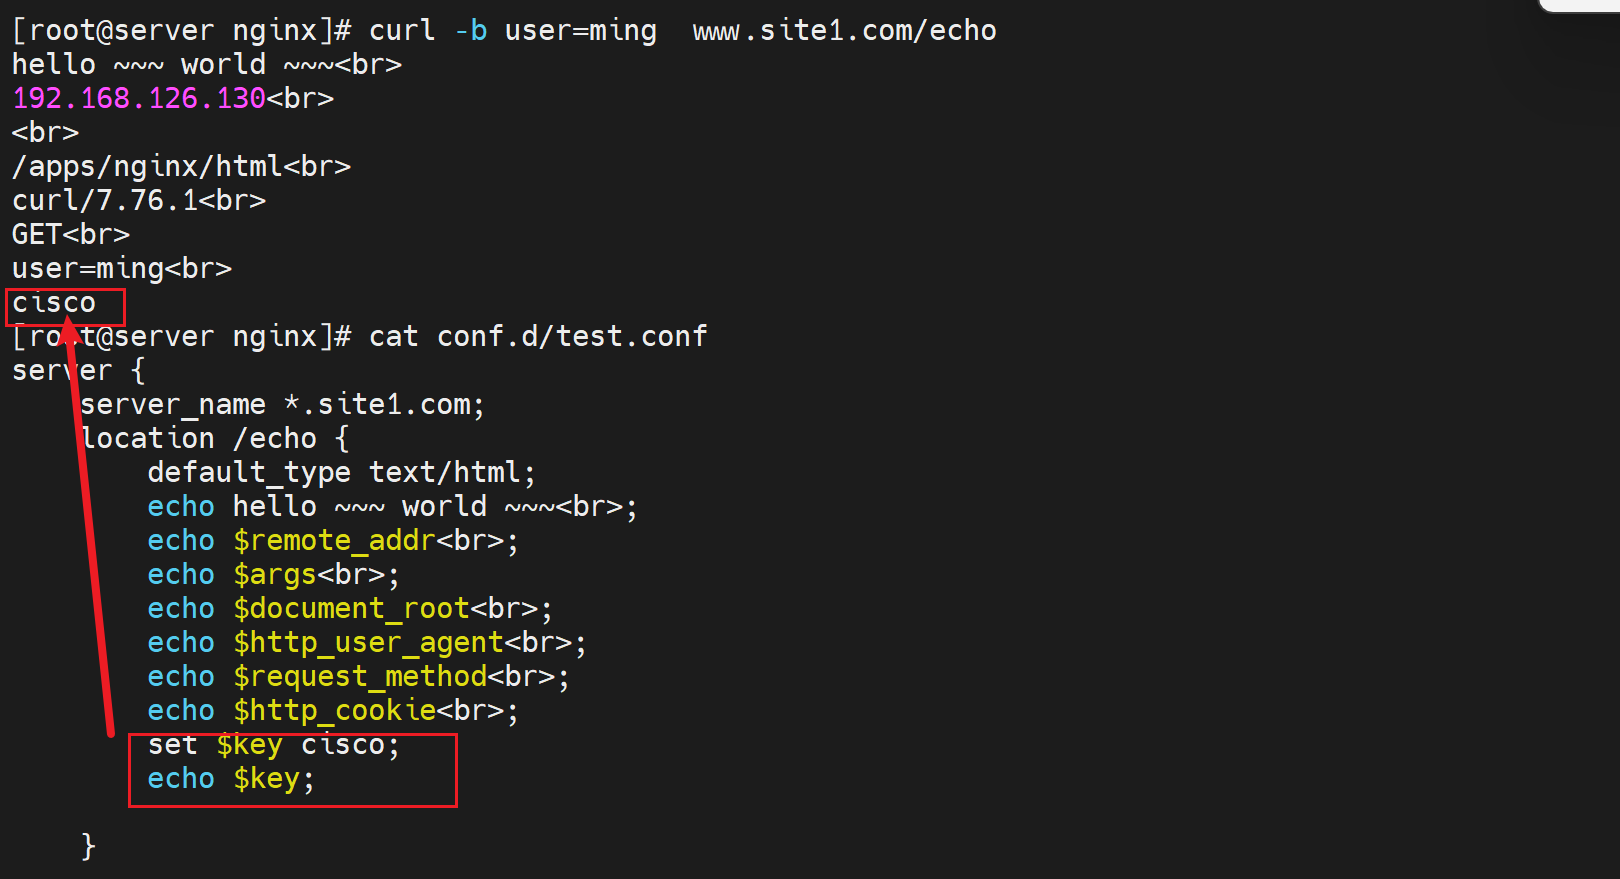 [root@server nginx]# curl -b user=ming  www.site1.com/echo
hello ~~~ world ~~~<br>
192.168.126.130<br>
<br>
/apps/nginx/html<br>
curl/7.76.1<br>
GET<br>
user=ming<br>
cisco
[root@server nginx]# cat conf.d/test.conf
server {
    server_name *.site1.com;
    location /echo {
        default_type text/html;
        echo hello ~~~ world ~~~<br>;
        echo $remote_addr<br>;
        echo $args<br>;
        echo $document_root<br>;
        echo $http_user_agent<br>;
        echo $request_method<br>;
        echo $http_cookie<br>;
        set $key cisco;
        echo $key;
    }